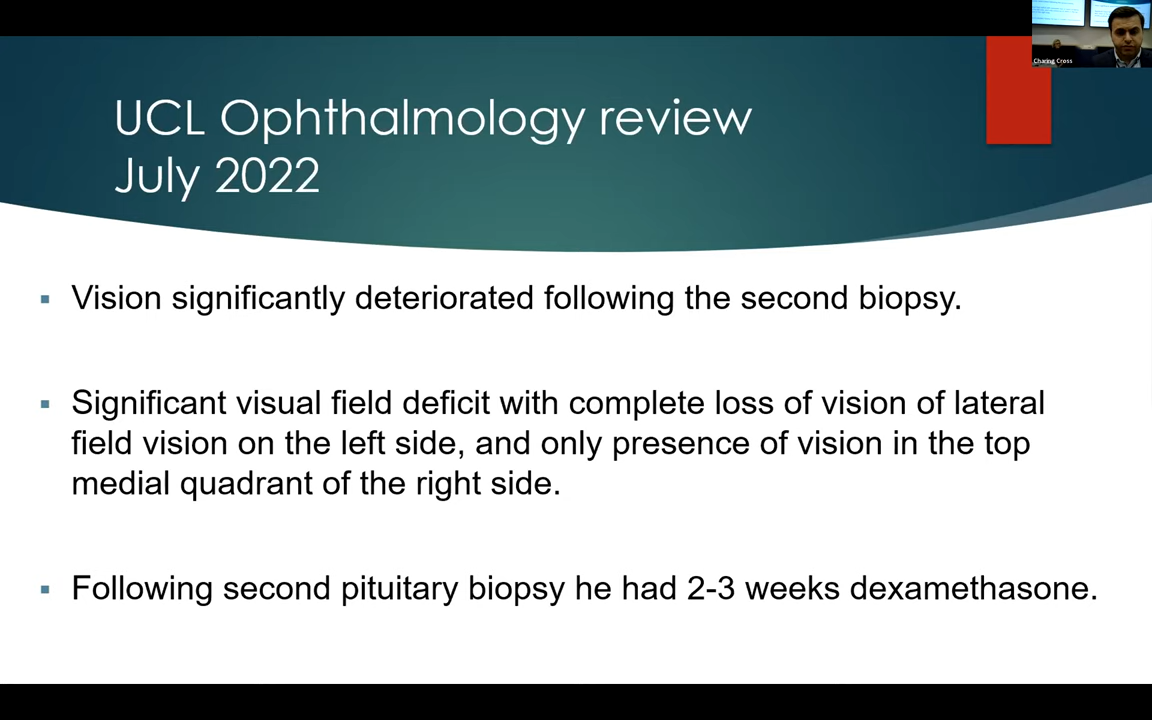 Charing Cross
UCL Ophthalmology review
July 2022
Vision significantly deteriorated following the second biopsy.
Significant visual field deficit with complete loss of vision of lateral
field vision on the left side, and only presence of vision in the top
medial quadrant of the right side.
Following second pituitary biopsy he had 2-3 weeks dexamethasone.